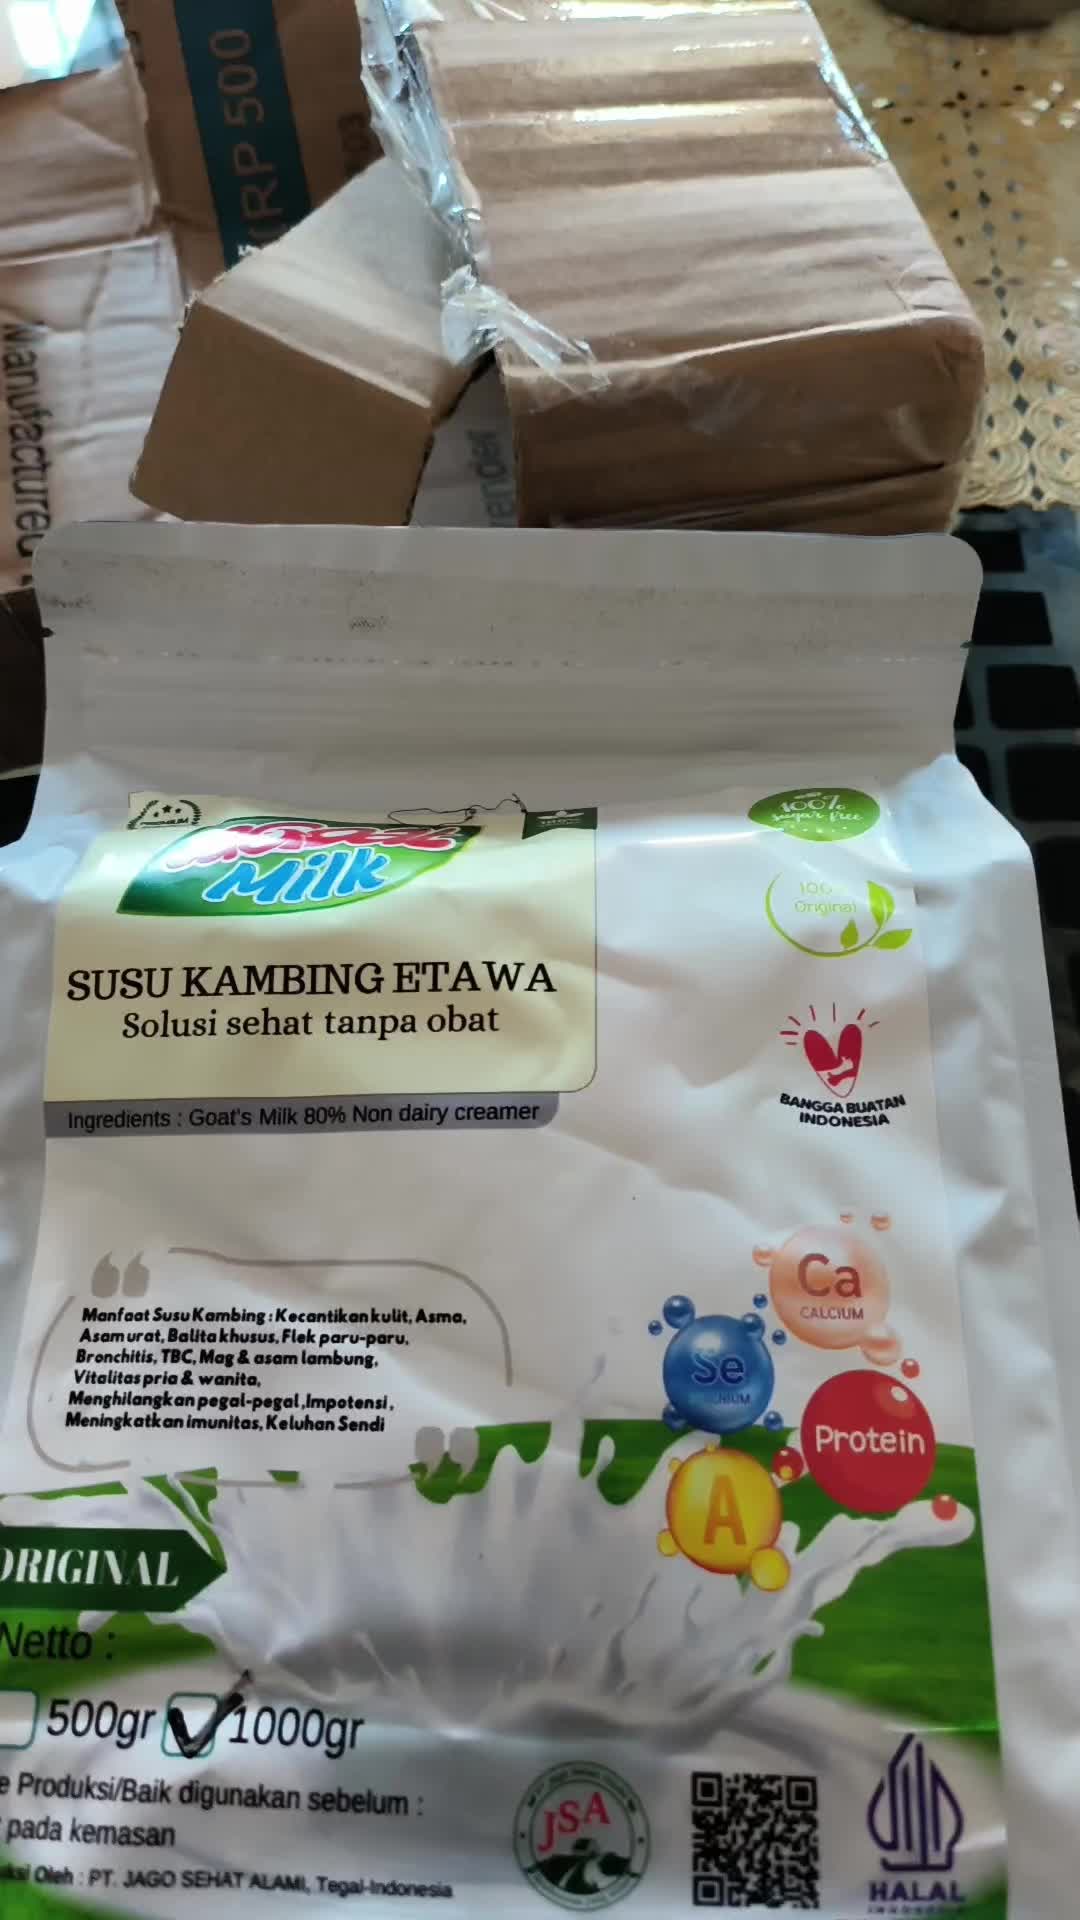 RP 500
Manufactured
PREMIUM
Milk
100%
sugar free
100%
Original
SUSU KAMBING ETAWA
Solusi sehat tanpa obat
Ingredients : Goat's Milk 80% Non dairy creamer
BANGGA BUATAN
INDONESIA
Manfaat Susu Kambing : Kecantikan kulit, Asma,
Asam urat, Balita khusus, Flek paru-paru,
Bronchitis, TBC, Mag & asam lambung,
Vitalitas pria & wanita,
Menghilangkan pegal-pegal ,Impotensi ,
Meningkatkan imunitas, Keluhan Sendi
Ca
CALCIUM
Se
Protein
A
ORIGINAL
Netto :
500gr
1000gr
Produksi/Baik digunakan sebelum :
pada kemasan
Oleh : PT. JAGO SEHAT ALAMI, Tegal-Indonesia
JSA
HALAL
INDONESIA